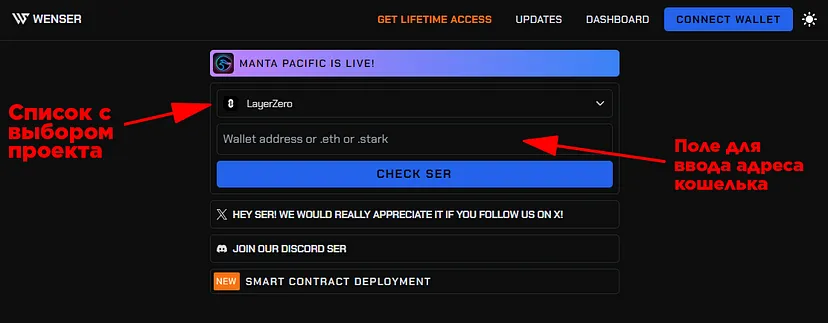 WENSER
GET LIFETIME ACCESS
UPDATES
DASHBOARD
CONNECT WALLET
MANTA PACIFIC IS LIVE!
Список с
выбором
проекта
LayerZero
Wallet address or .eth or .stark
Поле для
ввода адреса
кошелька
CHECK SER
HEY SER! WE WOULD REALLY APPRECIATE IT IF YOU FOLLOW US ON X!
JOIN OUR DISCORD SER
NEW SMART CONTRACT DEPLOYMENT